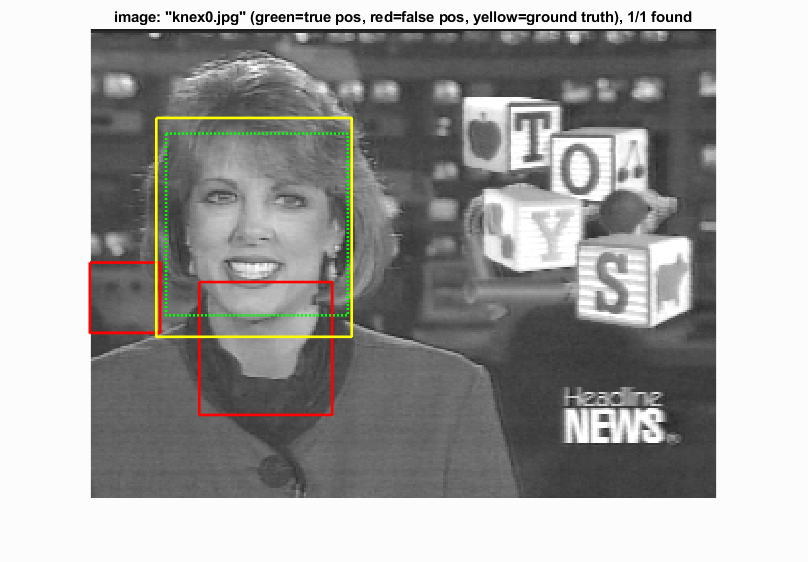 image: "knex0.jpg" (green=true pos, red=false pos, yellow=ground truth), 1/1 found
T
O
Y
S
Headline
NEWS